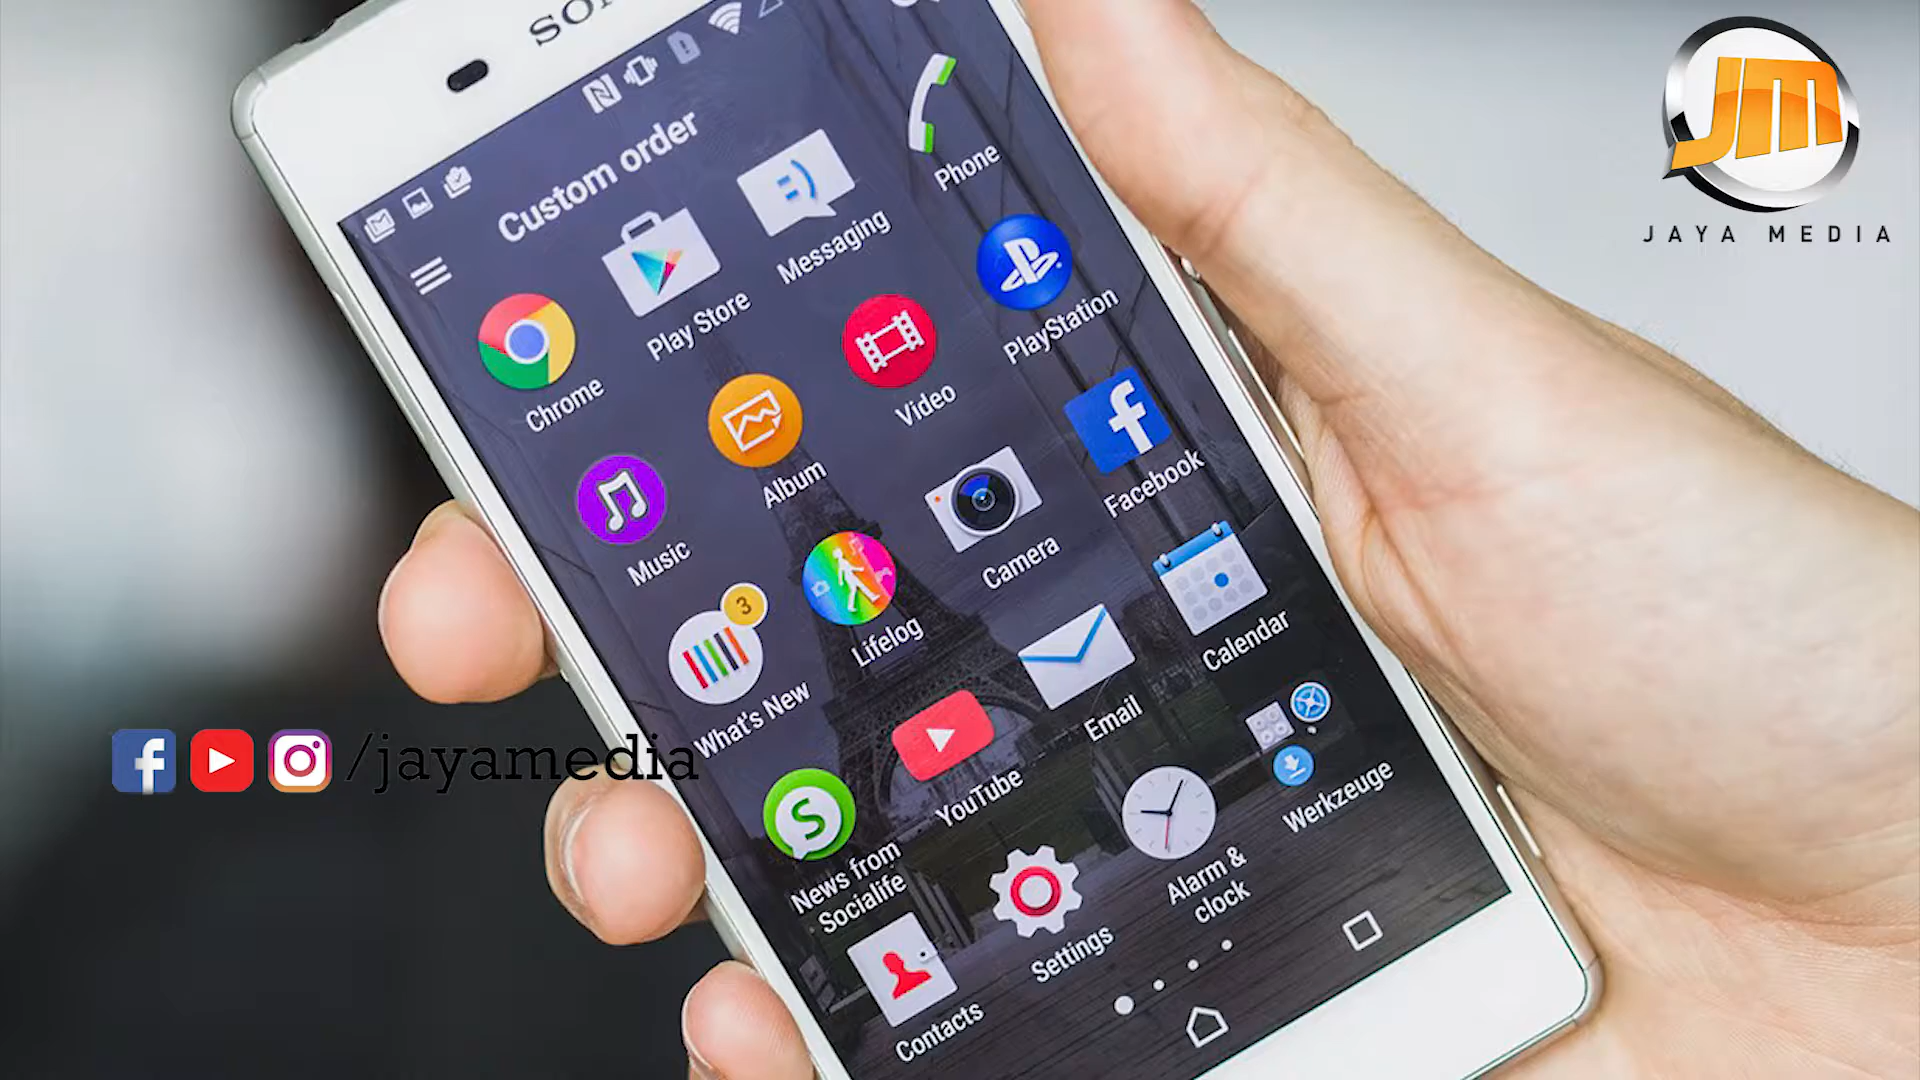 SONY
Custom order
Chrome
Play Store
Messaging
Phone
Music
Album
Video
PlayStation
What's New
3
Lifelog
Camera
Facebook
News from
Socialife
YouTube
Email
Calendar
Contacts
Settings
Alarm &
clock
Werkzeuge
JM
JAYA MEDIA
/jayamedia